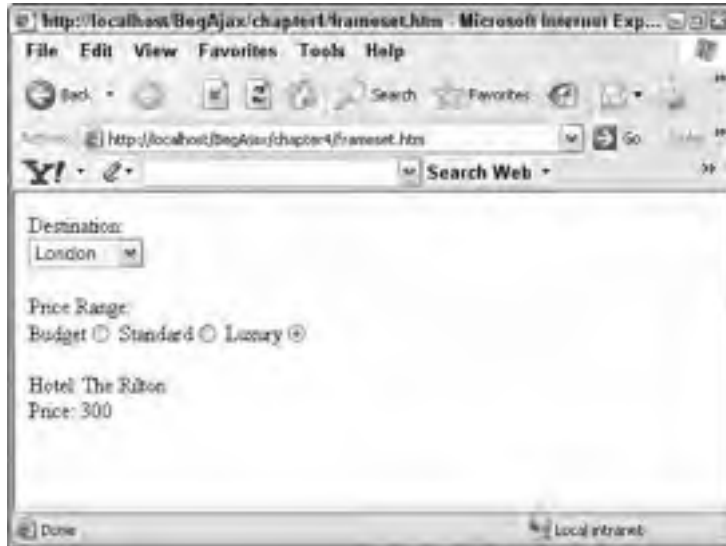 http://localhost/BegAjax/chapter4/frameset.htm - Microsoft Internet Exp...
File Edit View Favorites Tools Help
Back Search Favorites
http://localhost/BegAjax/chapter4/frameset.htm Go
Y! Search Web
Destination:
London
Price Range:
Budget Standard Luxury
Hotel: The Rilton
Price: 300
Done Local intranet